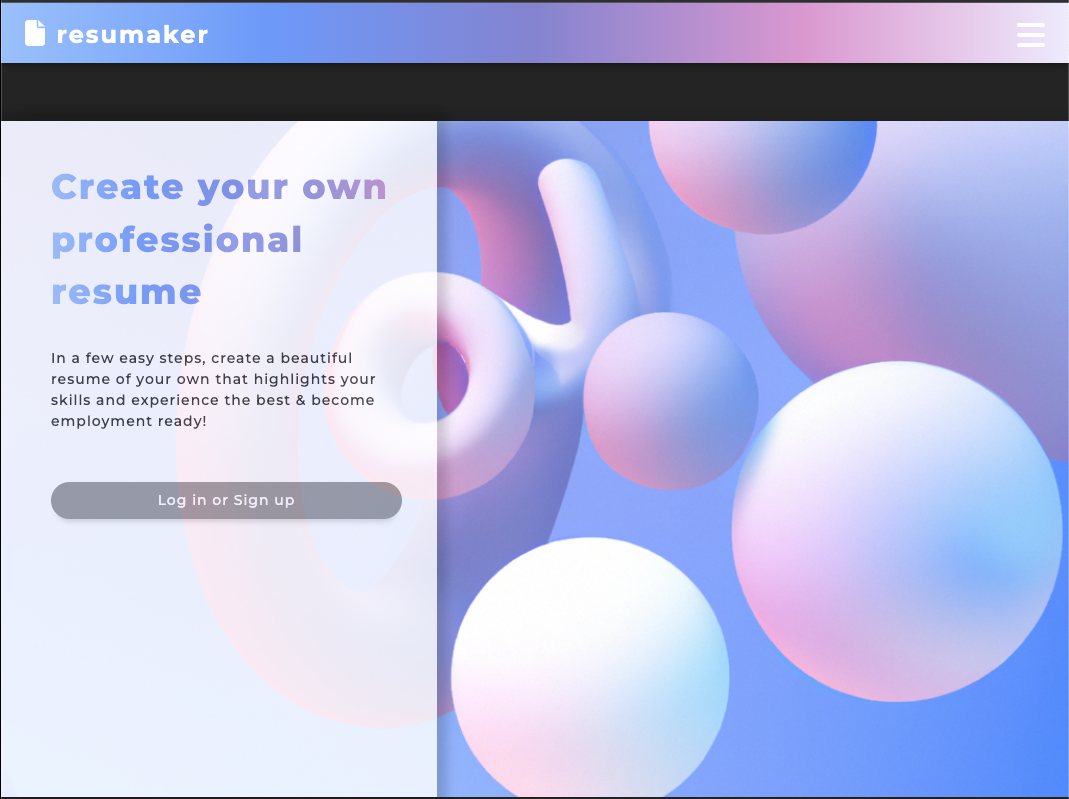 resumaker
Create your own
professional
resume
In a few easy steps, create a beautiful
resume of your own that highlights your
skills and experience the best & become
employment ready!
Log in or Sign up